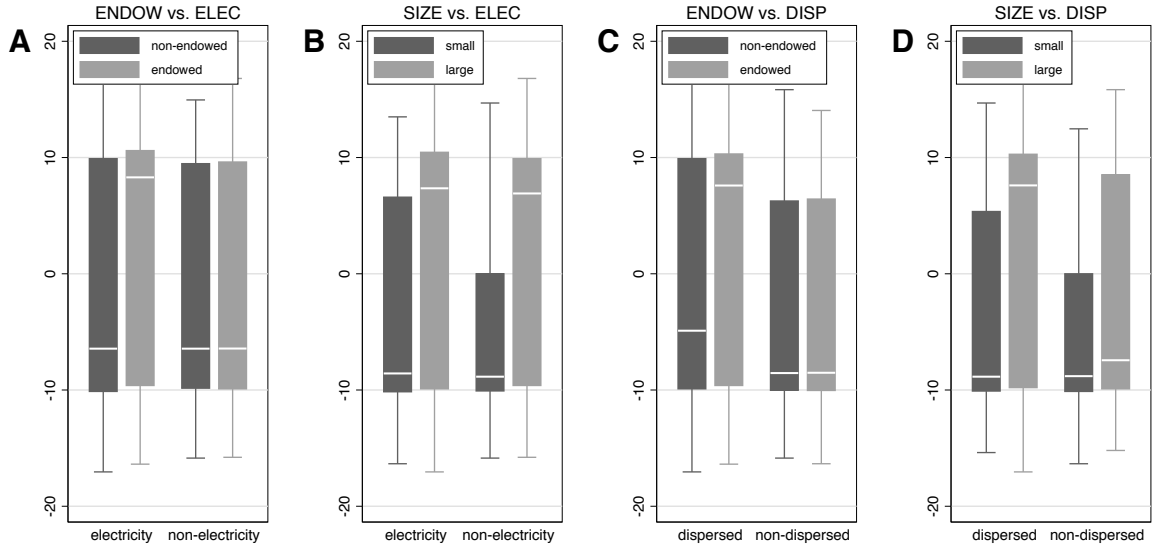 A
ENDOW vs. ELEC
non-endowed
endowed
20
10
0
-10
-20
electricity non-electricity
B
SIZE vs. ELEC
small
large
20
10
0
-10
-20
electricity non-electricity
C
ENDOW vs. DISP
non-endowed
endowed
20
10
0
-10
-20
dispersed non-dispersed
D
SIZE vs. DISP
small
large
20
10
0
-10
-20
dispersed non-dispersed